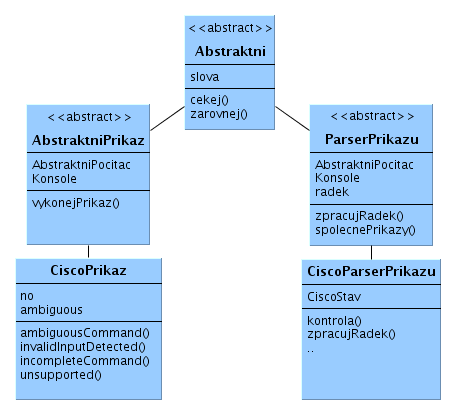 <<abstract>>
Abstraktni
slova
cekej()
zarovnej()
<<abstract>>
AbstraktniPrikaz
AbstraktniPocitac
Konsole
vykonejPrikaz()
<<abstract>>
ParserPrikazu
AbstraktniPocitac
Konsole
radek
zpracujRadek()
spolecnePrikazy()
CiscoPrikaz
no
ambiguous
ambiguousCommand()
invalidInputDetected()
incompleteCommand()
unsupported()
CiscoParserPrikazu
CiscoStav
kontrola()
zpracujRadek()
..